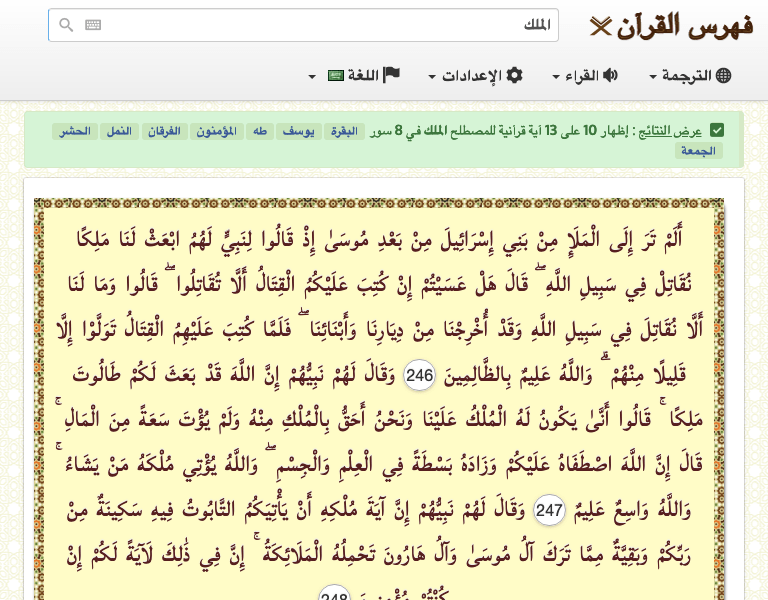 فهرس القرآن
الملك
الترجمة
القراء
الإعدادات
اللغة
عرض النتائج : إظهار 10 على 13 آية قرآنية للمصطلح الملك في 8 سور البقرة يوسف طه المؤمنون الفرقان النمل الحشر
الجمعة
أَلَمْ تَرَ إِلَى الْمَلَإِ مِنْ بَنِي إِسْرَائِيلَ مِنْ بَعْدِ مُوسَىٰ إِذْ قَالُوا لِنَبِيٍّ لَهُمُ ابْعَثْ لَنَا مَلِكًا
نُقَاتِلْ فِي سَبِيلِ اللَّهِ ۖ قَالَ هَلْ عَسَيْتُمْ إِنْ كُتِبَ عَلَيْكُمُ الْقِتَالُ أَلَّا تُقَاتِلُوا ۖ قَالُوا وَمَا لَنَا
أَلَّا نُقَاتِلَ فِي سَبِيلِ اللَّهِ وَقَدْ أُخْرِجْنَا مِنْ دِيَارِنَا وَأَبْنَائِنَا ۖ فَلَمَّا كُتِبَ عَلَيْهِمُ الْقِتَالُ تَوَلَّوْا إِلَّا
قَلِيلًا مِنْهُمْ ۗ وَاللَّهُ عَلِيمٌ بِالظَّالِمِينَ 246 وَقَالَ لَهُمْ نَبِيُّهُمْ إِنَّ اللَّهَ قَدْ بَعَثَ لَكُمْ طَالُوتَ
مَلِكًا ۚ قَالُوا أَنَّىٰ يَكُونُ لَهُ الْمُلْكُ عَلَيْنَا وَنَحْنُ أَحَقُّ بِالْمُلْكِ مِنْهُ وَلَمْ يُؤْتَ سَعَةً مِنَ الْمَالِ ۚ
قَالَ إِنَّ اللَّهَ اصْطَفَاهُ عَلَيْكُمْ وَزَادَهُ بَسْطَةً فِي الْعِلْمِ وَالْجِسْمِ ۖ وَاللَّهُ يُؤْتِي مُلْكَهُ مَنْ يَشَاءُ ۚ
وَاللَّهُ وَاسِعٌ عَلِيمٌ 247 وَقَالَ لَهُمْ نَبِيُّهُمْ إِنَّ آيَةَ مُلْكِهِ أَنْ يَأْتِيَكُمُ التَّابُوتُ فِيهِ سَكِينَةٌ مِنْ
رَبِّكُمْ وَبَقِيَّةٌ مِمَّا تَرَكَ آلُ مُوسَىٰ وَآلُ هَارُونَ تَحْمِلُهُ الْمَلَائِكَةُ ۚ إِنَّ فِي ذَٰلِكَ لَآيَةً لَكُمْ إِنْ
كُنْتُمْ مُؤْمِنِينَ 248